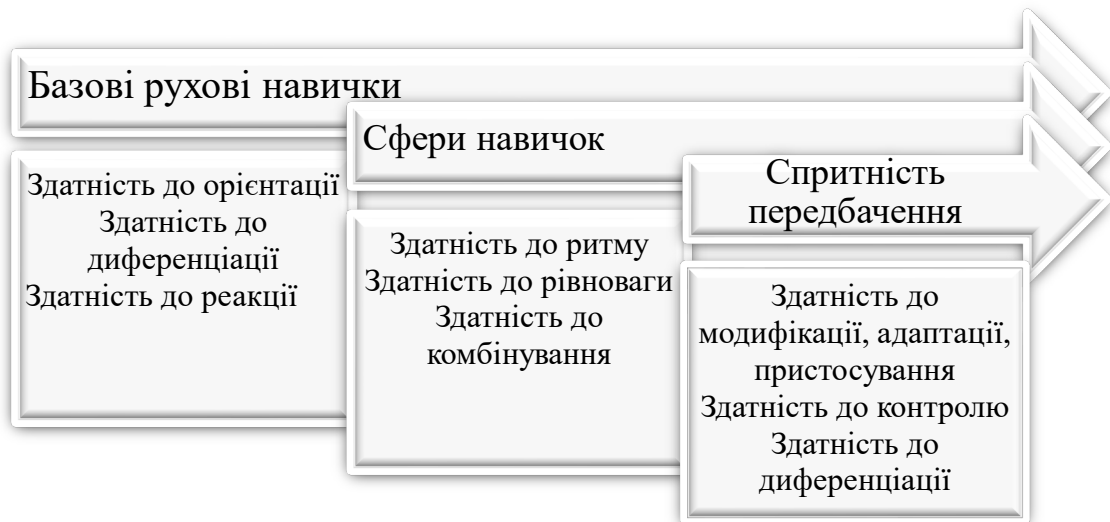 Базові рухові навички
Здатність до орієнтації
Здатність до
диференціації
Здатність до реакції
Сфери навичок
Здатність до ритму
Здатність до рівноваги
Здатність до
комбінування
Спритність
передбачення
Здатність до
модифікації, адаптації,
пристосування
Здатність до контролю
Здатність до
диференціації